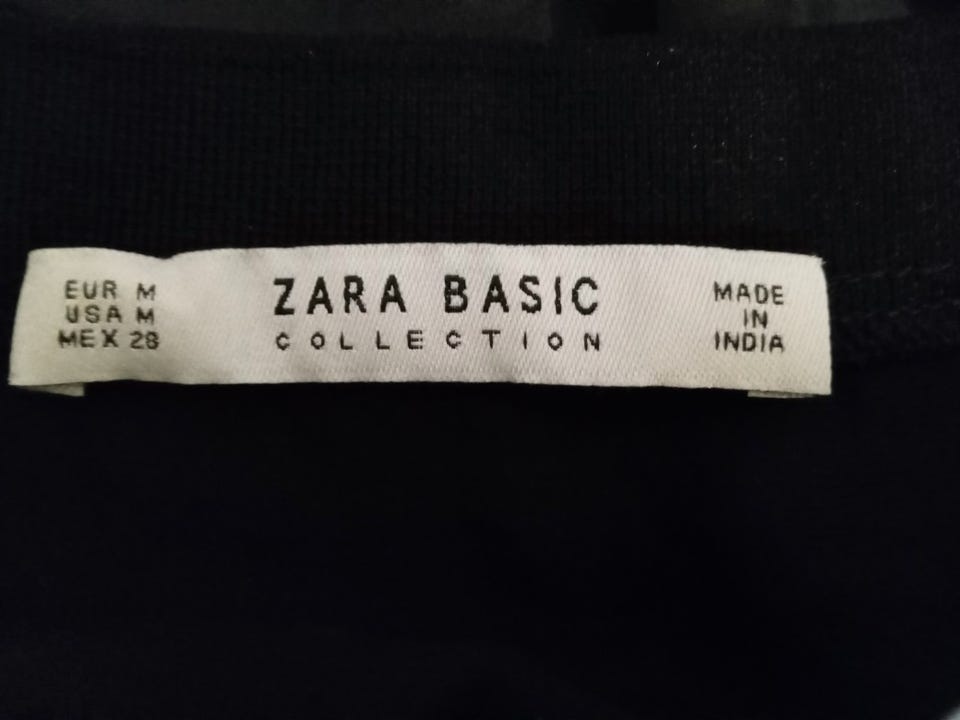 EUR M
USA M
MEX 28
ZARA BASIC
COLLECTION
MADE
IN
INDIA